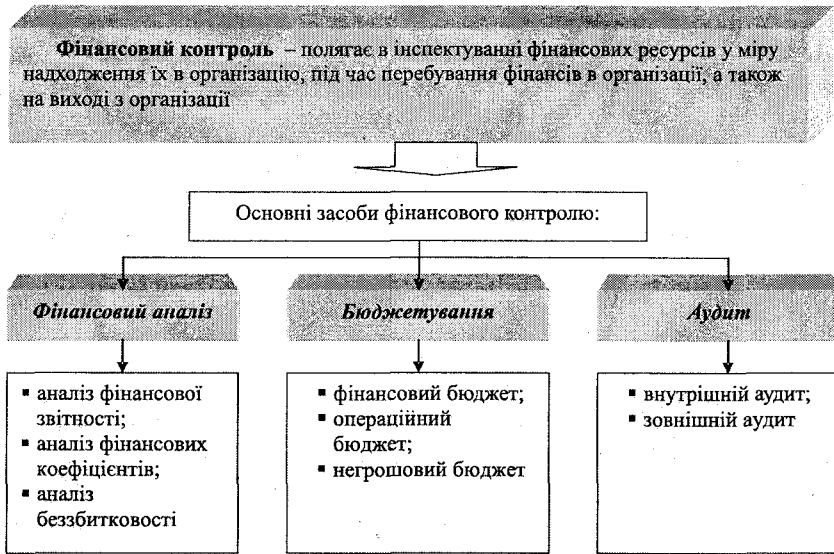 Фінансовий контроль – полягає в інспектуванні фінансових ресурсів у міру
надходження їх в організацію, під час перебування фінансів в організації, а також
на виході з організації
Основні засоби фінансового контролю:
Фінансовий аналіз
▪ аналіз фінансової
звітності;
▪ аналіз фінансових
коефіцієнтів;
▪ аналіз
беззбитковості
Бюджетування
▪ фінансовий бюджет;
▪ операційний
бюджет;
▪ негрошовий бюджет
Аудит
▪ внутрішній аудит;
▪ зовнішній аудит